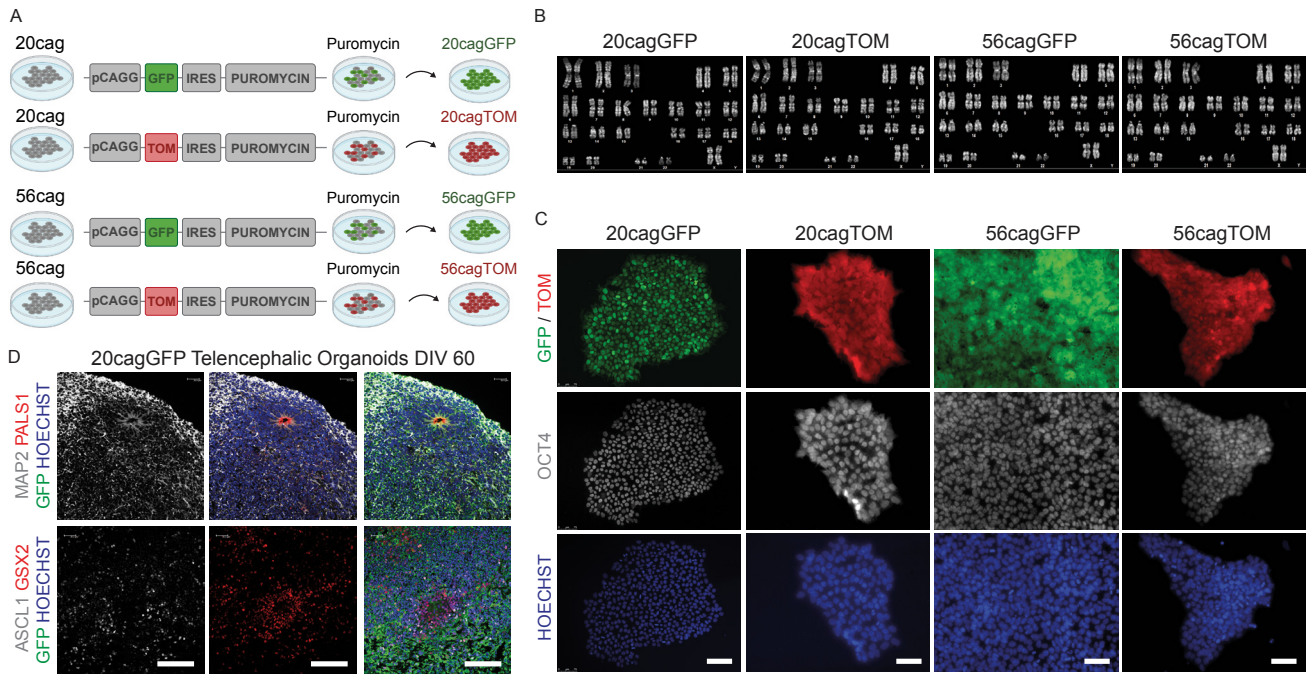 A
20cag
pCAGG GFP IRES PUROMYCIN
Puromycin
20cagGFP
20cag
pCAGG TOM IRES PUROMYCIN
Puromycin
20cagTOM
56cag
pCAGG GFP IRES PUROMYCIN
Puromycin
56cagGFP
56cag
pCAGG TOM IRES PUROMYCIN
Puromycin
56cagTOM
B
20cagGFP 20cagTOM 56cagGFP 56cagTOM
C
20cagGFP 20cagTOM 56cagGFP 56cagTOM
GFP / TOM
OCT4
HOECHST
D
20cagGFP Telencephalic Organoids DIV 60
MAP2 PALS1
GFP HOECHST
ASCL1 GSX2
GFP HOECHST